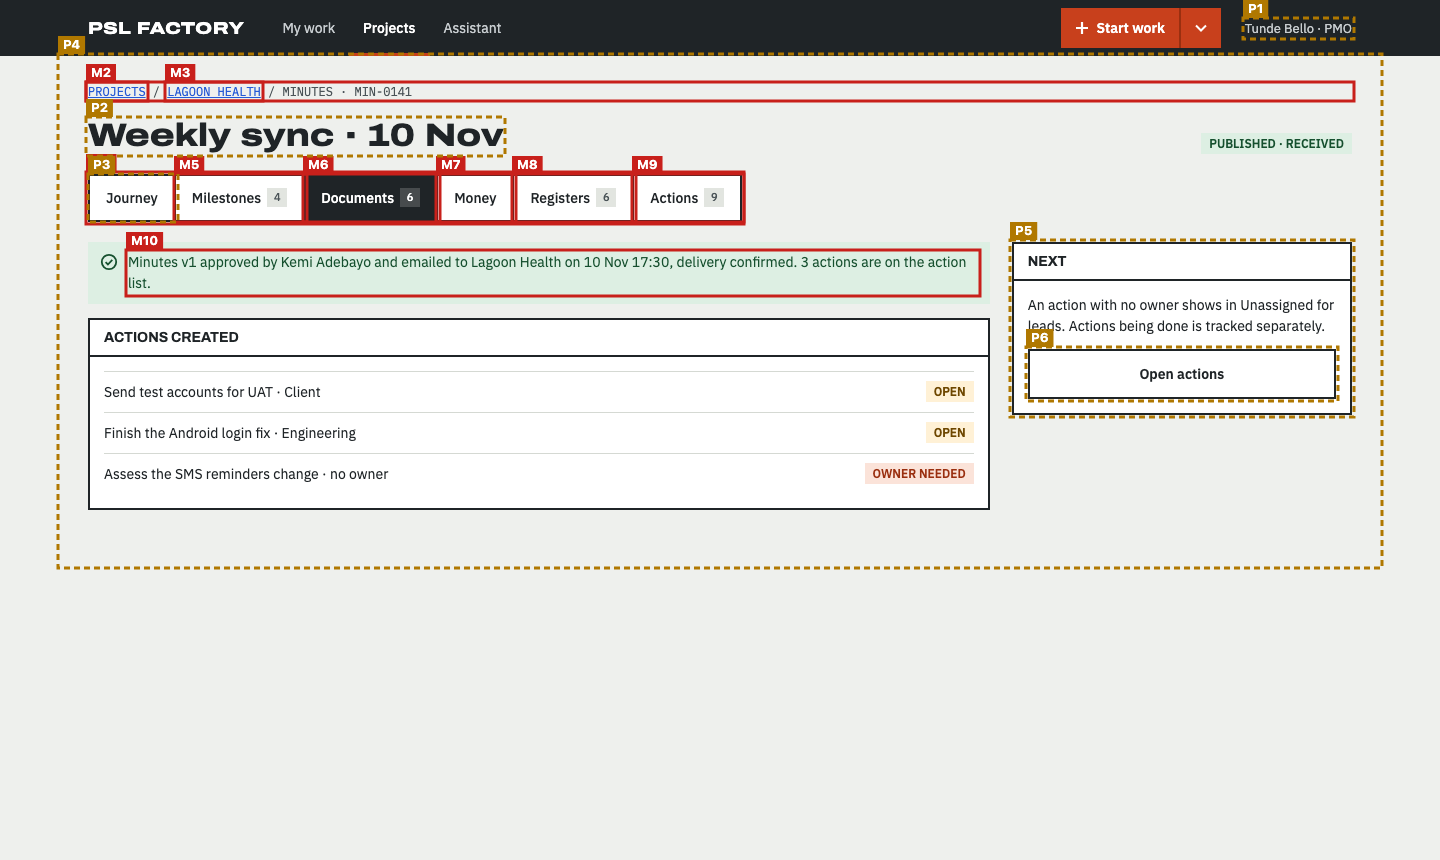 PSL FACTORY My work Projects Assistant Start work P1 Tunde Bello · PMO
P4
M2 M3
PROJECTS / LAGOON HEALTH / MINUTES · MIN-0141
P2
Weekly sync · 10 Nov
PUBLISHED · RECEIVED
P3 M5 M6 M7 M8 M9
Journey Milestones 4 Documents 6 Money Registers 6 Actions 9
M10
Minutes v1 approved by Kemi Adebayo and emailed to Lagoon Health on 10 Nov 17:30, delivery confirmed. 3 actions are on the action
list.
ACTIONS CREATED
Send test accounts for UAT · Client OPEN
Finish the Android login fix · Engineering OPEN
Assess the SMS reminders change · no owner OWNER NEEDED
P5
NEXT
An action with no owner shows in Unassigned for
leads. Actions being done is tracked separately.
P6
Open actions